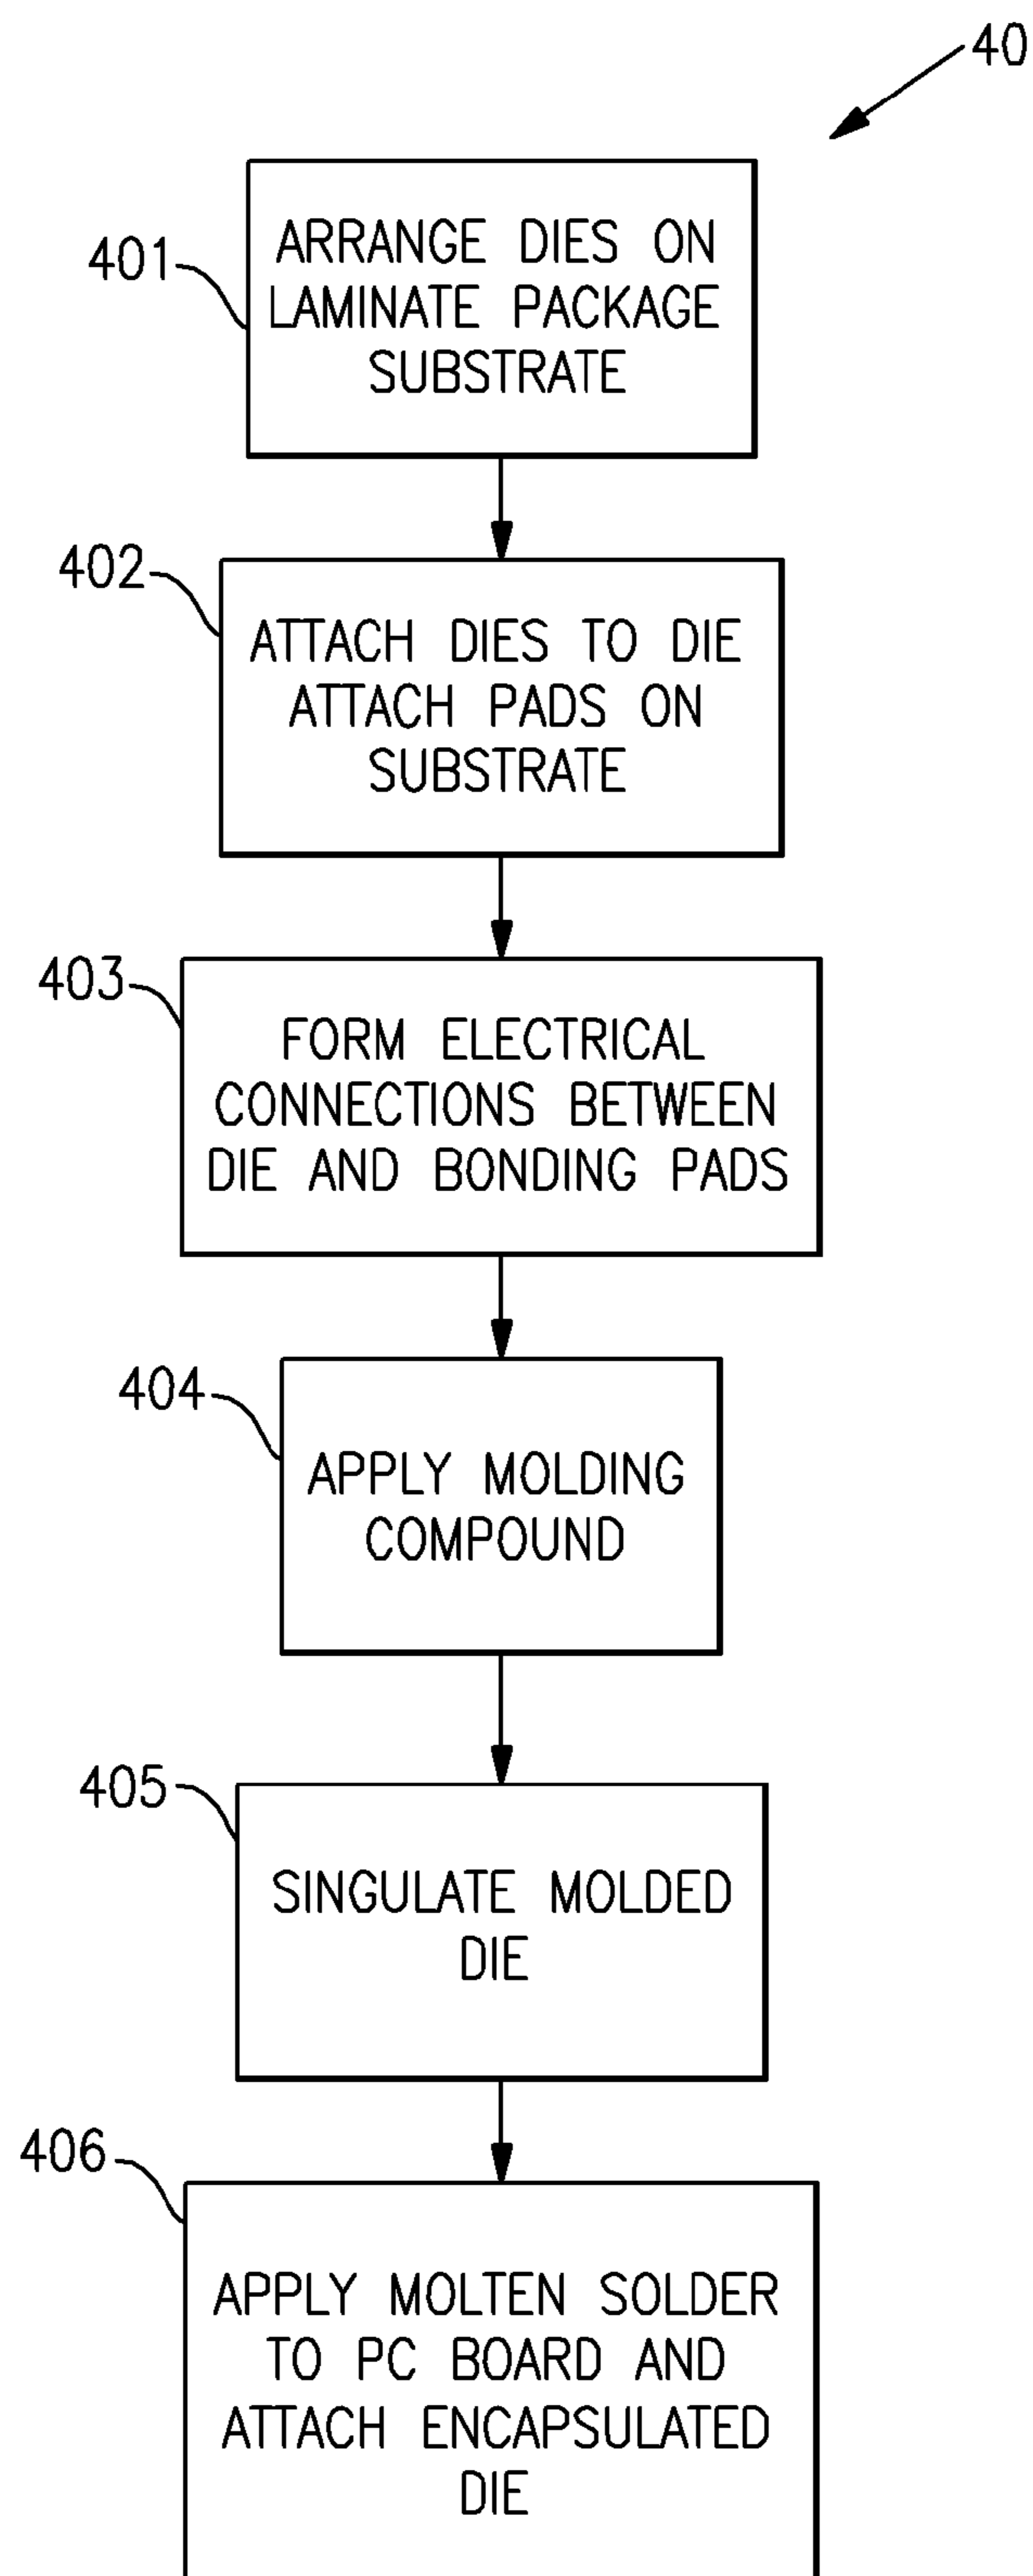 40
401
ARRANGE DIES ON
LAMINATE PACKAGE
SUBSTRATE
402
ATTACH DIES TO DIE
ATTACH PADS ON
SUBSTRATE
403
FORM ELECTRICAL
CONNECTIONS BETWEEN
DIE AND BONDING PADS
404
APPLY MOLDING
COMPOUND
405
SINGULATE MOLDED
DIE
406
APPLY MOLTEN SOLDER
TO PC BOARD AND
ATTACH ENCAPSULATED
DIE